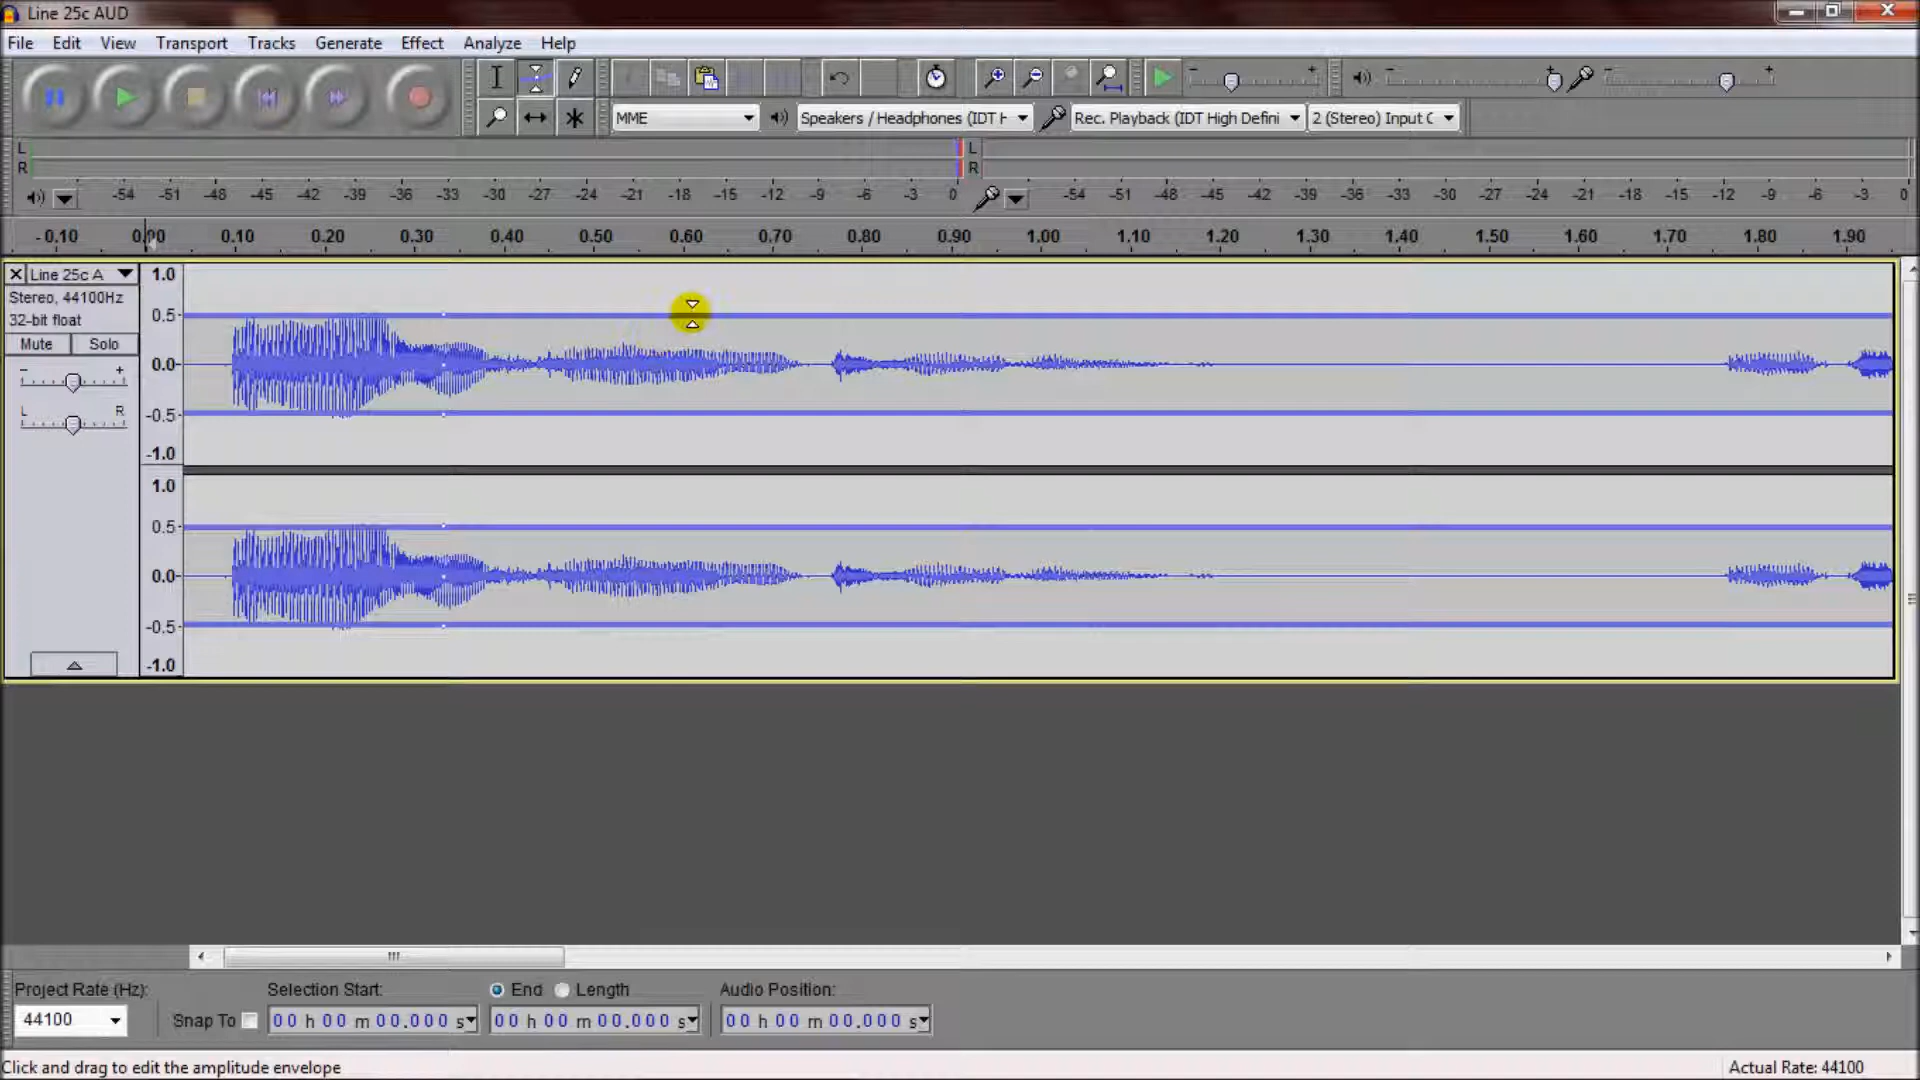 Line 25c AUD
File Edit View Transport Tracks Generate Effect Analyze Help
MME Speakers / Headphones (IDT H Rec. Playback (IDT High Defini 2 (Stereo) Input C
L L
R R
-54 -51 -48 -45 -42 -39 -36 -33 -30 -27 -24 -21 -18 -15 -12 -9 -6 -3 0 -54 -51 -48 -45 -42 -39 -36 -33 -30 -27 -24 -21 -18 -15 -12 -9 -6 -3 0
-0.10 0.00 0.10 0.20 0.30 0.40 0.50 0.60 0.70 0.80 0.90 1.00 1.10 1.20 1.30 1.40 1.50 1.60 1.70 1.80 1.90
Line 25c A 1.0
Stereo, 44100Hz
32-bit float 0.5
Mute Solo
- + 0.0
L R -0.5
-1.0
1.0
0.5
0.0
-0.5
-1.0
Project Rate (Hz): Selection Start: End Length Audio Position:
44100 Snap To 00 h 00 m 00.000 s 00 h 00 m 00.000 s 00 h 00 m 00.000 s
Click and drag to edit the amplitude envelope Actual Rate: 44100